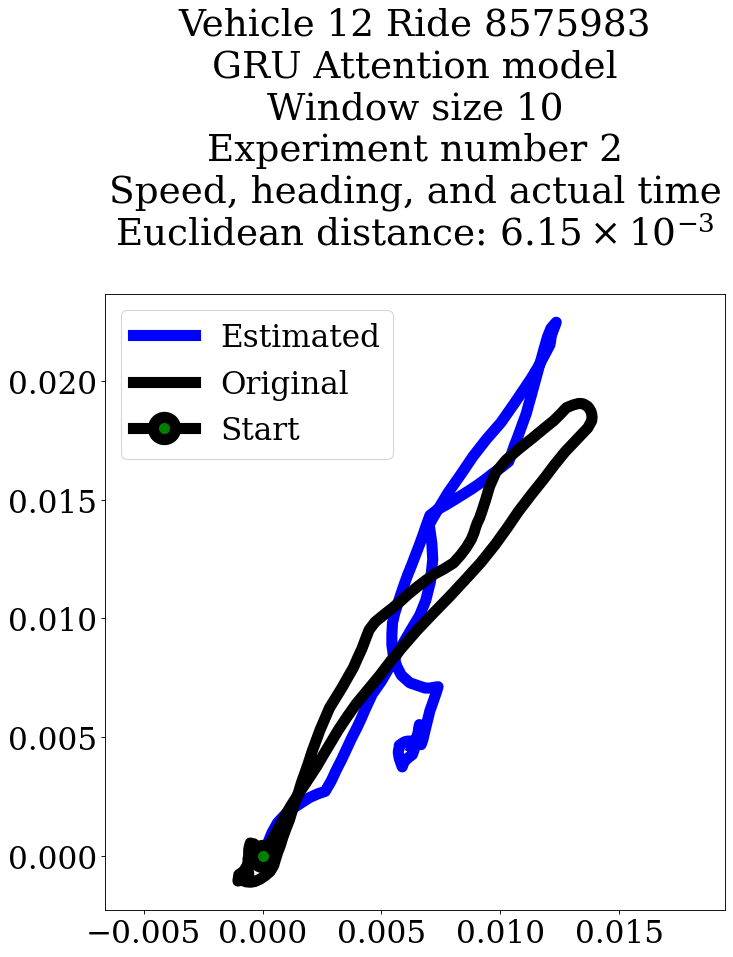 Vehicle 12 Ride 8575983
GRU Attention model
Window size 10
Experiment number 2
Speed, heading, and actual time
Euclidean distance: 6.15 × 10⁻³
Estimated
Original
Start
0.020
0.015
0.010
0.005
0.000
−0.005 0.000 0.005 0.010 0.015